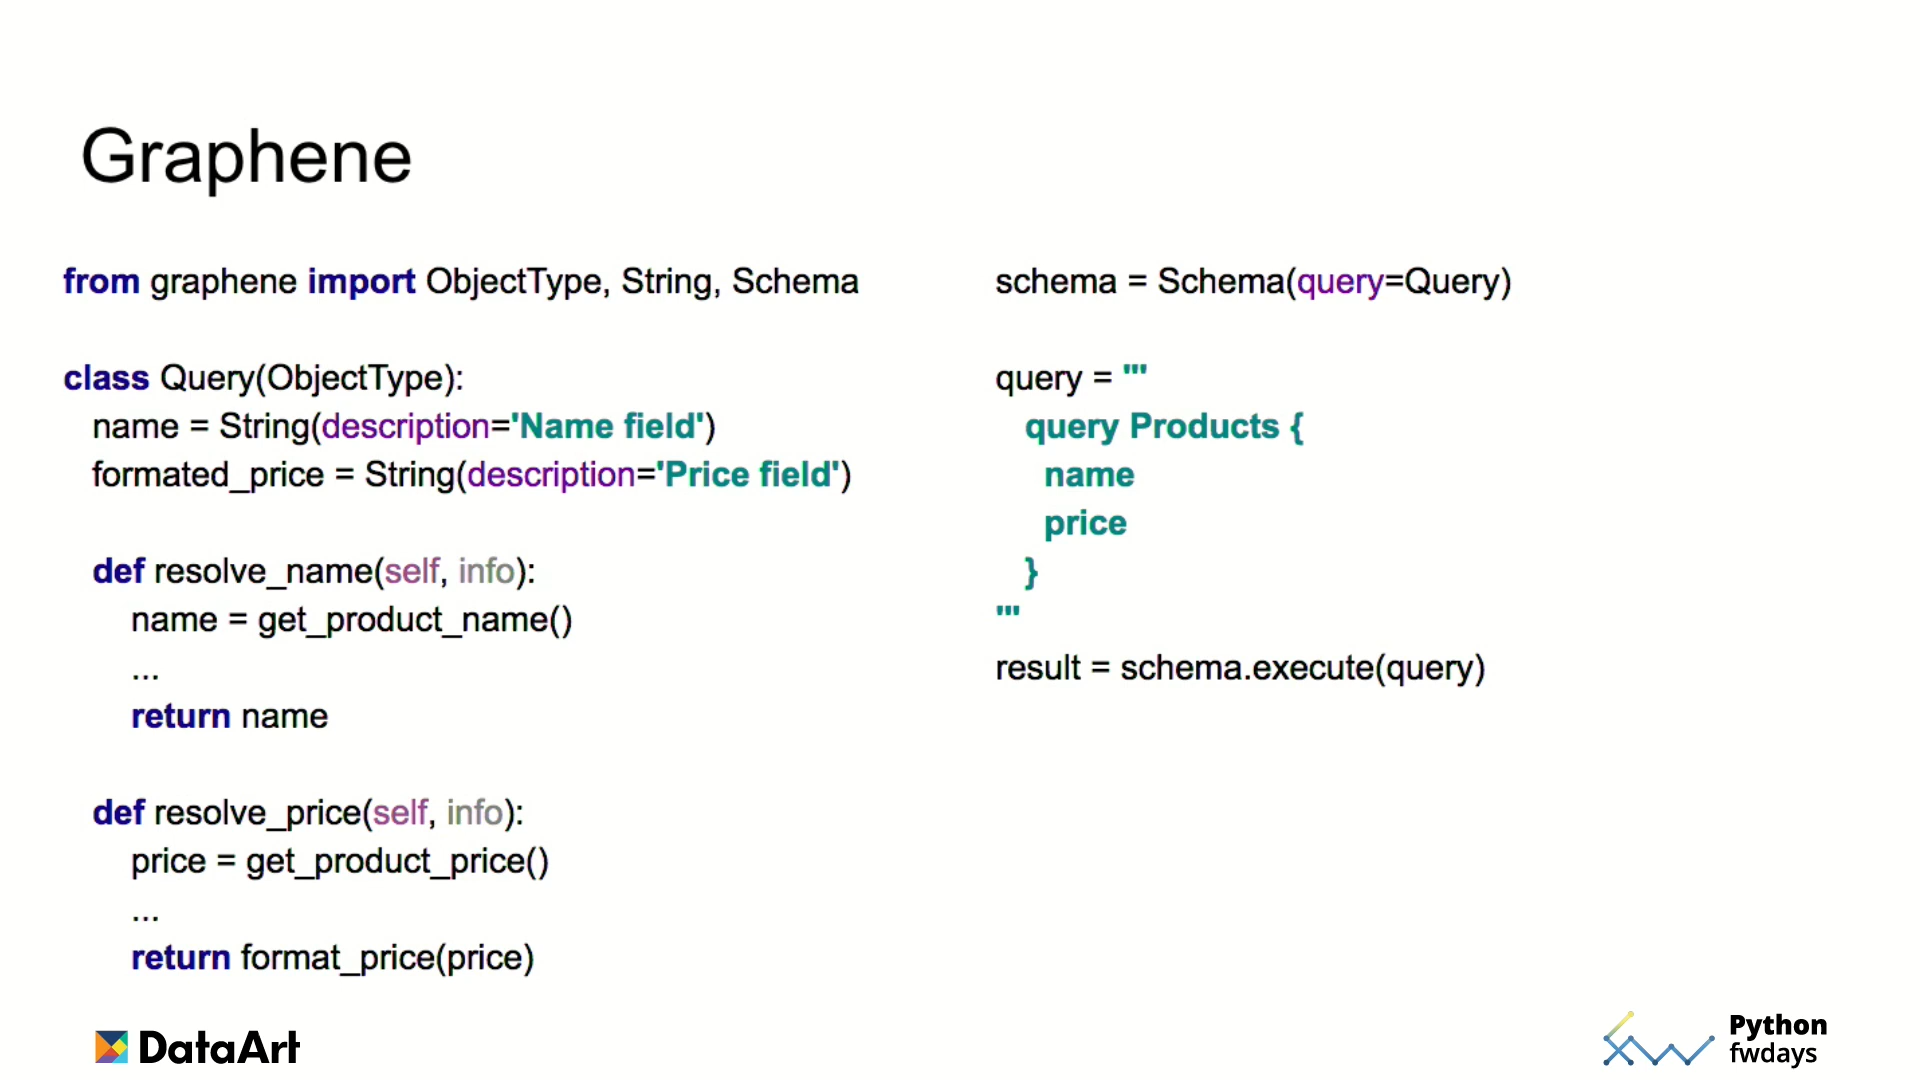 Graphene
from graphene import ObjectType, String, Schema
class Query(ObjectType):
name = String(description='Name field')
formated_price = String(description='Price field')
def resolve_name(self, info):
name = get_product_name()
...
return name
def resolve_price(self, info):
price = get_product_price()
...
return format_price(price)
schema = Schema(query=Query)
query = '''
query Products {
name
price
}
'''
result = schema.execute(query)
DataArt
Python
fwdays